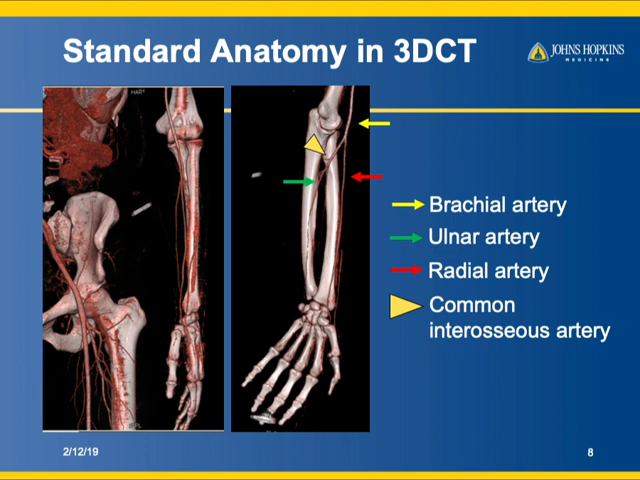 Standard Anatomy in 3DCT
JOHNS HOPKINS
MEDICINE
Brachial artery
Ulnar artery
Radial artery
Common
interosseous artery
2/12/19
8